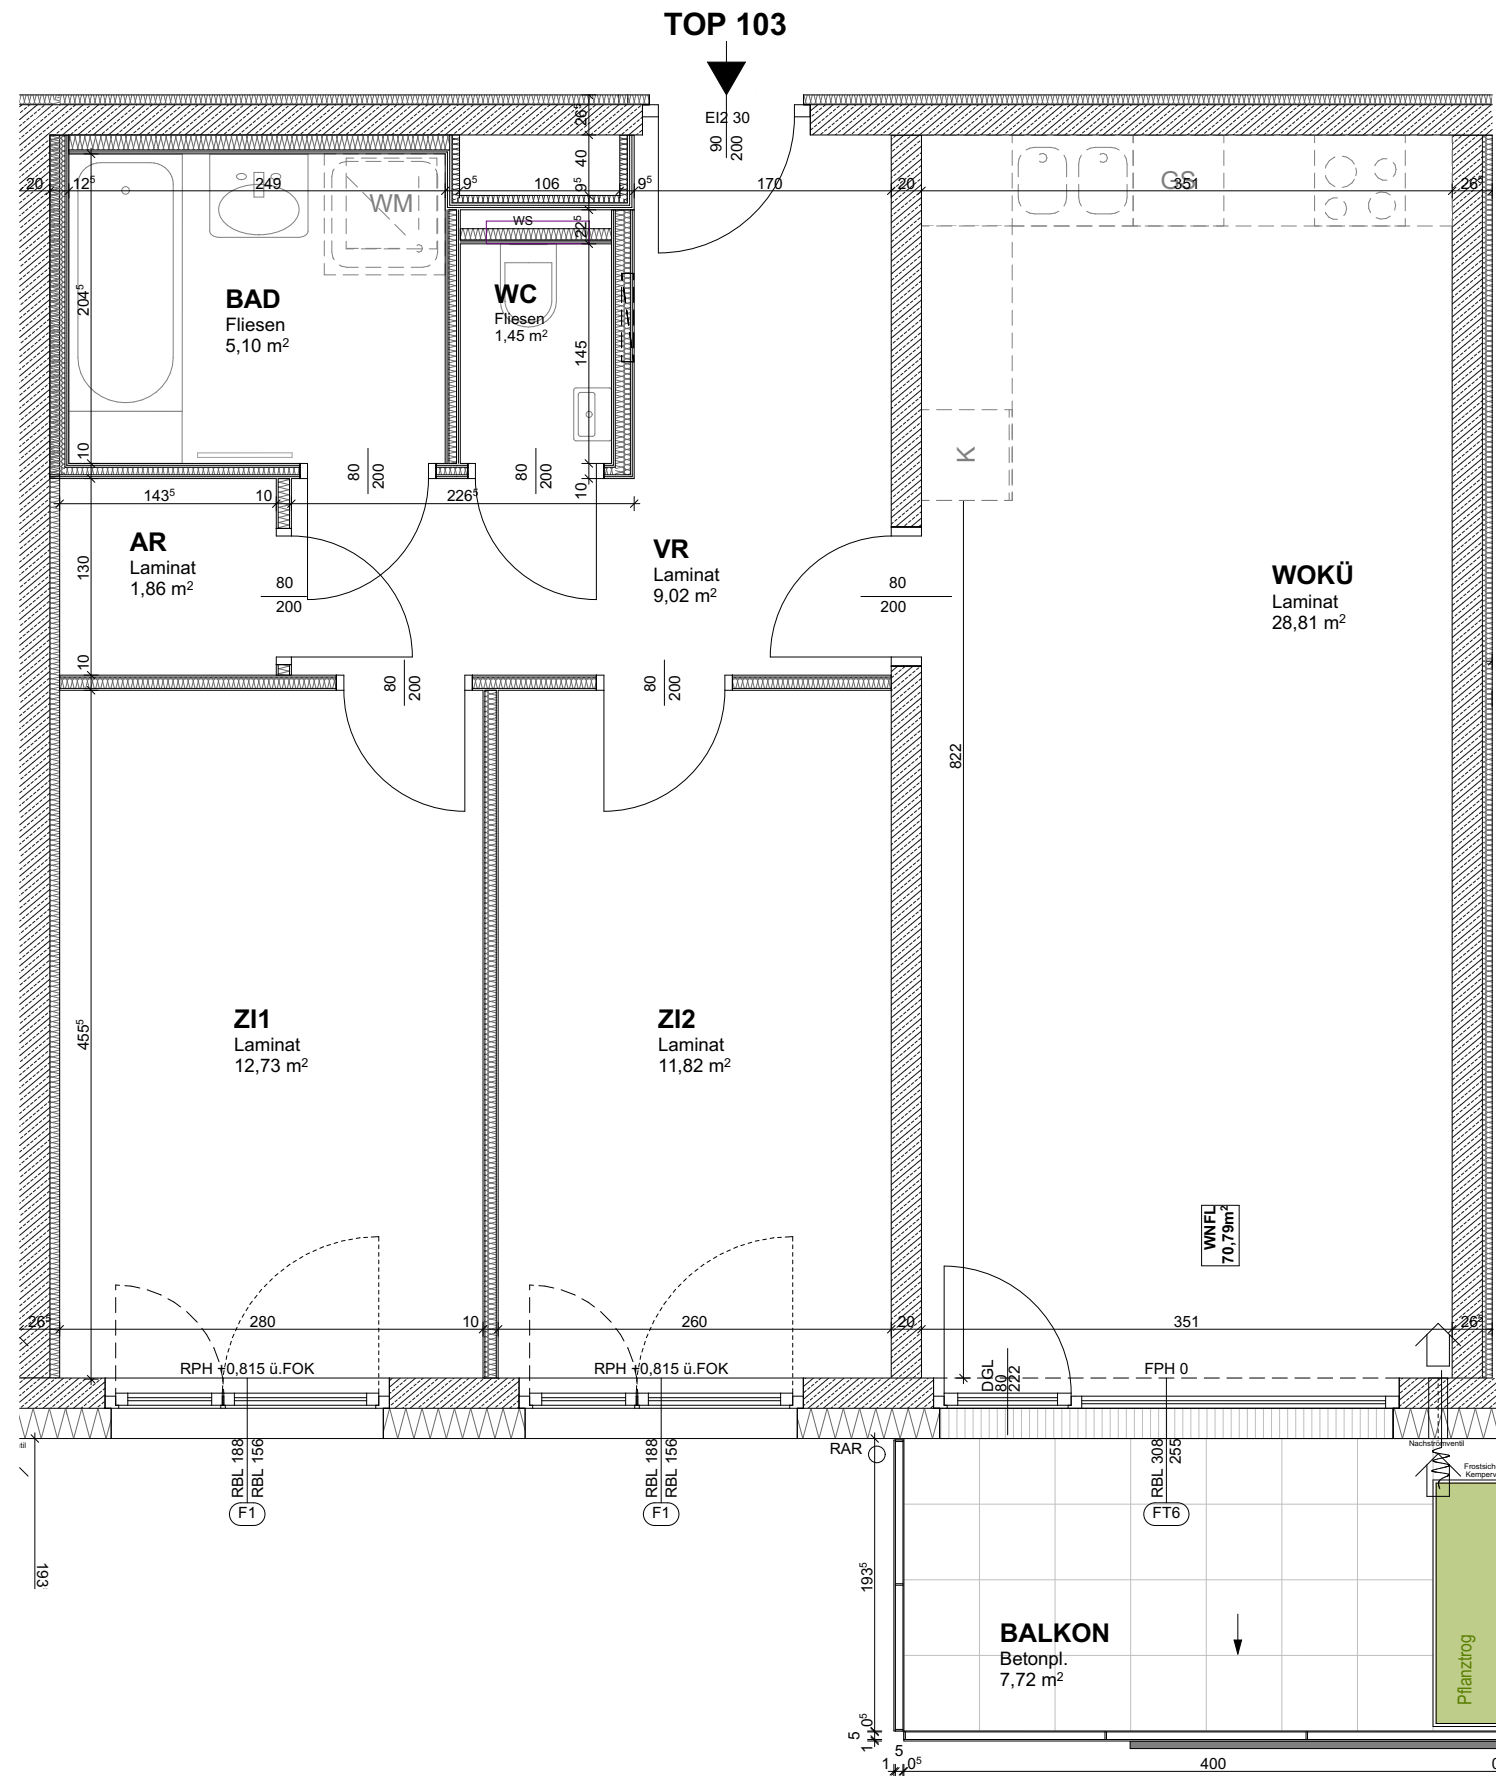 TOP 103
EI2 30
90
200
26⁵
40
9⁵
20
12⁵
249
9⁵
106
9⁵
170
20
351
26⁵
GS
WM
WS
22⁵
BAD
Fliesen
5,10 m²
204⁵
WC
Fliesen
1,45 m²
145
K
10
80
200
80
200
10
143⁵
10
226⁵
AR
Laminat
1,86 m²
130
80
200
VR
Laminat
9,02 m²
80
200
WOKÜ
Laminat
28,81 m²
10
80
200
80
200
822
ZI1
Laminat
12,73 m²
455⁵
ZI2
Laminat
11,82 m²
WNFL
70,79m²
26⁵
280
10
260
20
351
26⁵
RPH +0,815 ü.FOK
RPH +0,815 ü.FOK
DGL
80
222
FPH 0
RBL 188
RBL 156
F1
RBL 188
RBL 156
F1
RAR
RBL 308
255
FT6
Nachströmventil
Frostsich
Kemperv
193
193⁵
BALKON
Betonpl.
7,72 m²
Pflanztrog
0⁵
5
1
1
5
0⁵
400
0